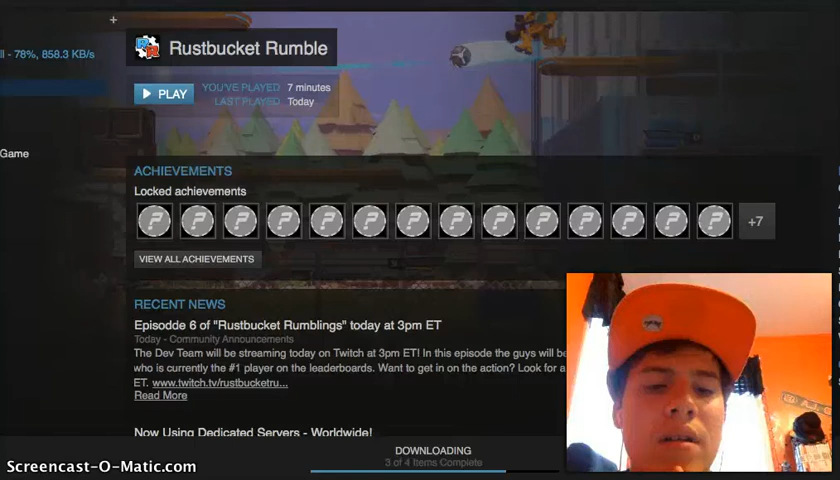 Rustbucket Rumble
ll - 78%, 858.3 KB/s
PLAY
YOU'VE PLAYED 7 minutes
LAST PLAYED Today
Game
ACHIEVEMENTS
Locked achievements
+7
VIEW ALL ACHIEVEMENTS
RECENT NEWS
Episodde 6 of "Rustbucket Rumblings" today at 3pm ET
Today - Community Announcements
The Dev Team will be streaming today on Twitch at 3pm ET! In this episode the guys will be
who is currently the #1 player on the leaderboards. Want to get in on the action? Look for a
ET. www.twitch.tv/rustbucketru...
Read More
Now Using Dedicated Servers - Worldwide!
DOWNLOADING
3 of 4 Items Complete
Screencast-O-Matic.com